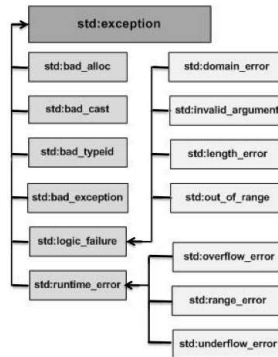 std:exception
std:bad_alloc
std:bad_cast
std:bad_typeid
std:bad_exception
std:logic_failure
std:runtime_error
std:domain_error
std:invalid_argument
std:length_error
std:out_of_range
std:overflow_error
std:range_error
std:underflow_error